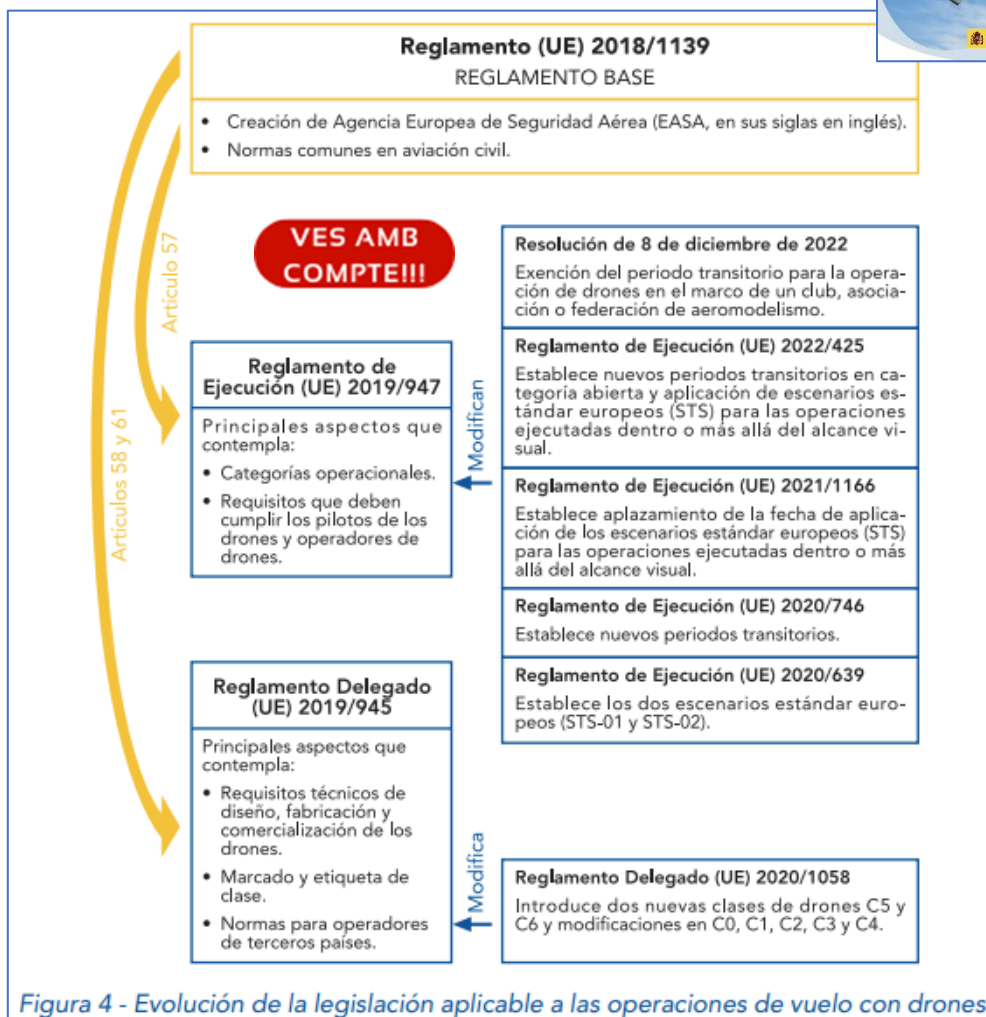 Reglamento (UE) 2018/1139
REGLAMENTO BASE
• Creación de Agencia Europea de Seguridad Aérea (EASA, en sus siglas en inglés).
• Normas comunes en aviación civil.
Artículo 57
Artículos 58 y 61
VES AMB
COMPTE!!!
Reglamento de
Ejecución (UE) 2019/947
Principales aspectos que
contempla:
• Categorías operacionales.
• Requisitos que deben
cumplir los pilotos de los
drones y operadores de
drones.
Modifican
Resolución de 8 de diciembre de 2022
Exención del periodo transitorio para la opera-
ción de drones en el marco de un club, asocia-
ción o federación de aeromodelismo.
Reglamento de Ejecución (UE) 2022/425
Establece nuevos periodos transitorios en ca-
tegoría abierta y aplicación de escenarios es-
tándar europeos (STS) para las operaciones
ejecutadas dentro o más allá del alcance vi-
sual.
Reglamento de Ejecución (UE) 2021/1166
Establece aplazamiento de la fecha de aplica-
ción de los escenarios estándar europeos (STS)
para las operaciones ejecutadas dentro o más
allá del alcance visual.
Reglamento de Ejecución (UE) 2020/746
Establece nuevos periodos transitorios.
Reglamento de Ejecución (UE) 2020/639
Establece los dos escenarios estándar euro-
peos (STS-01 y STS-02).
Reglamento Delegado
(UE) 2019/945
Principales aspectos que
contempla:
• Requisitos técnicos de
diseño, fabricación y
comercialización de los
drones.
• Marcado y etiqueta de
clase.
• Normas para operadores
de terceros países.
Modifica
Reglamento Delegado (UE) 2020/1058
Introduce dos nuevas clases de drones C5 y
C6 y modificaciones en C0, C1, C2, C3 y C4.
Figura 4 - Evolución de la legislación aplicable a las operaciones de vuelo con drones